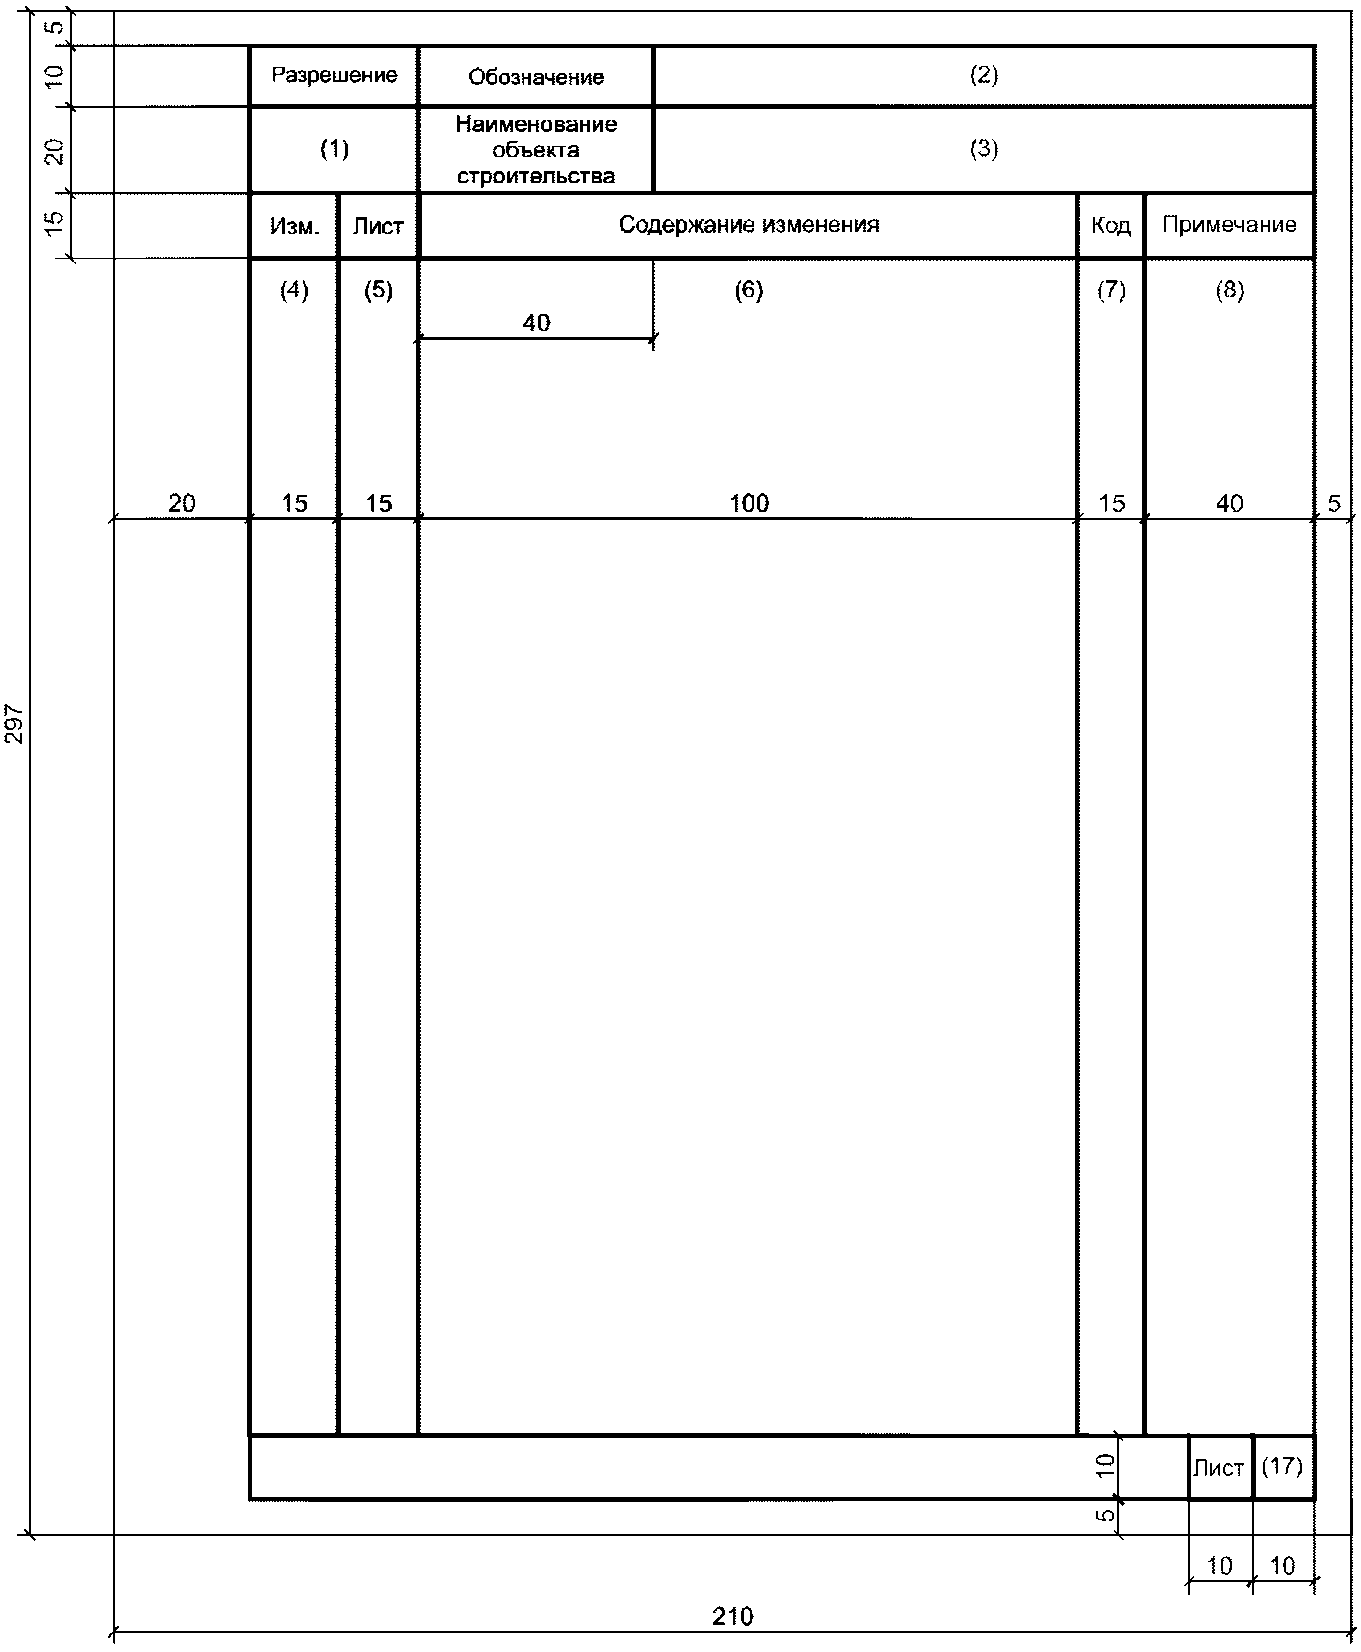 5
10
Разрешение
Обозначение
(2)
20
(1)
Наименование
объекта
строительства
(3)
15
Изм.
Лист
Содержание изменения
Код
Примечание
(4)
(5)
(6)
(7)
(8)
40
20
15
15
100
15
40
5
297
10
Лист
(17)
5
10
10
210